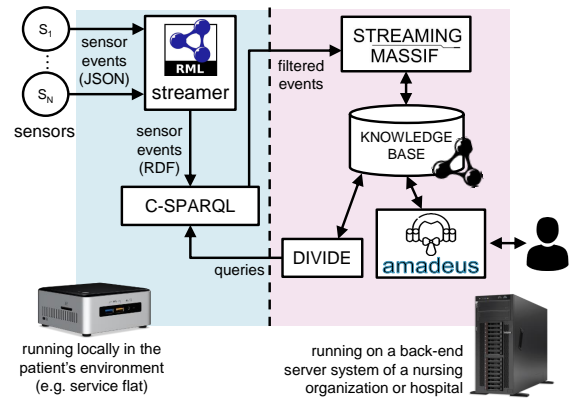 S1
SN
sensors
sensor
events
(JSON)
RML
streamer
sensor
events
(RDF)
C-SPARQL
filtered
events
STREAMING
MASSIF
KNOWLEDGE
BASE
DIVIDE
queries
amadeus
running locally in the
patient's environment
(e.g. service flat)
running on a back-end
server system of a nursing
organization or hospital